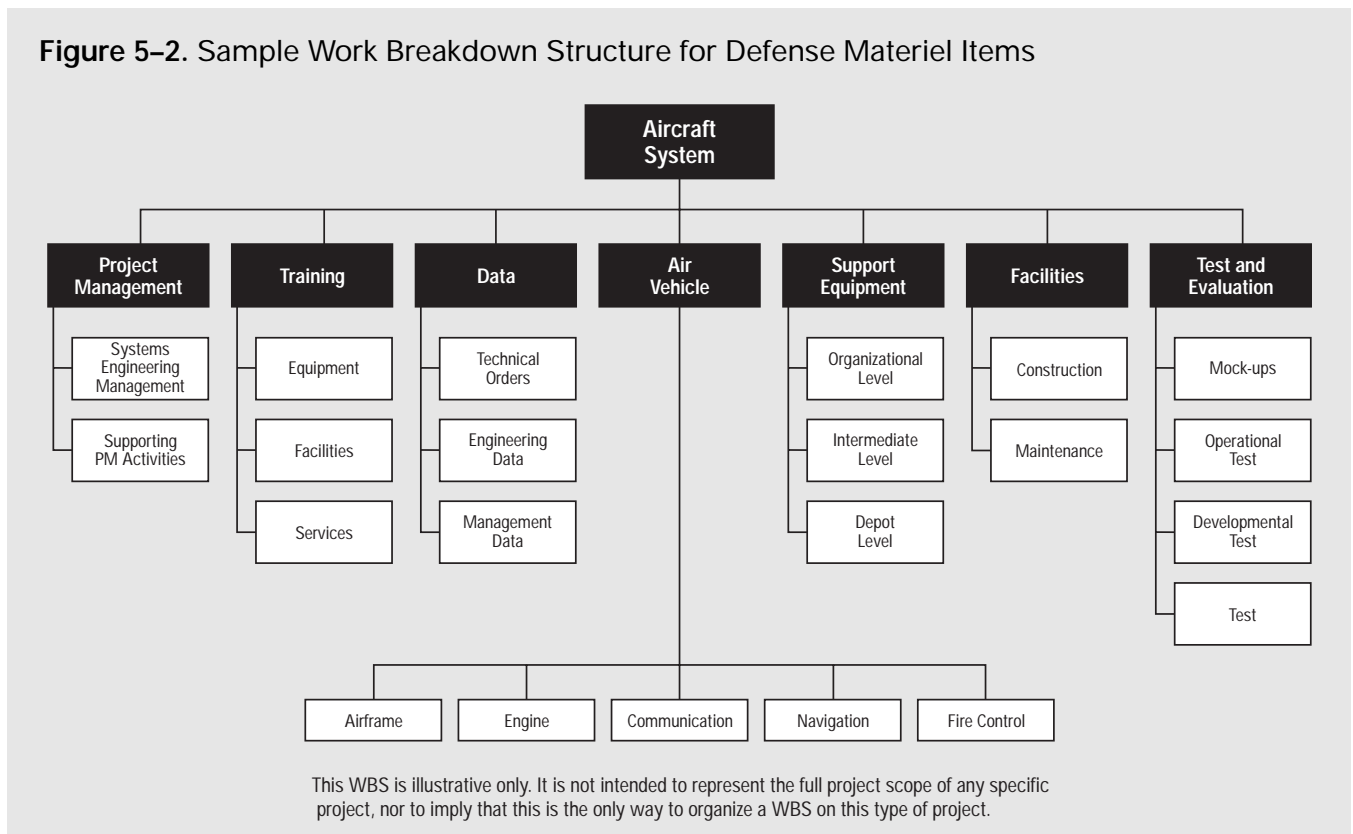 Figure 5–2. Sample Work Breakdown Structure for Defense Materiel Items
Aircraft
System
Project
Management
Training
Data
Air
Vehicle
Support
Equipment
Facilities
Test and
Evaluation
Systems
Engineering
Management
Supporting
PM Activities
Equipment
Facilities
Services
Technical
Orders
Engineering
Data
Management
Data
Organizational
Level
Intermediate
Level
Depot
Level
Construction
Maintenance
Mock-ups
Operational
Test
Developmental
Test
Test
Airframe
Engine
Communication
Navigation
Fire Control
This WBS is illustrative only. It is not intended to represent the full project scope of any specific
project, nor to imply that this is the only way to organize a WBS on this type of project.